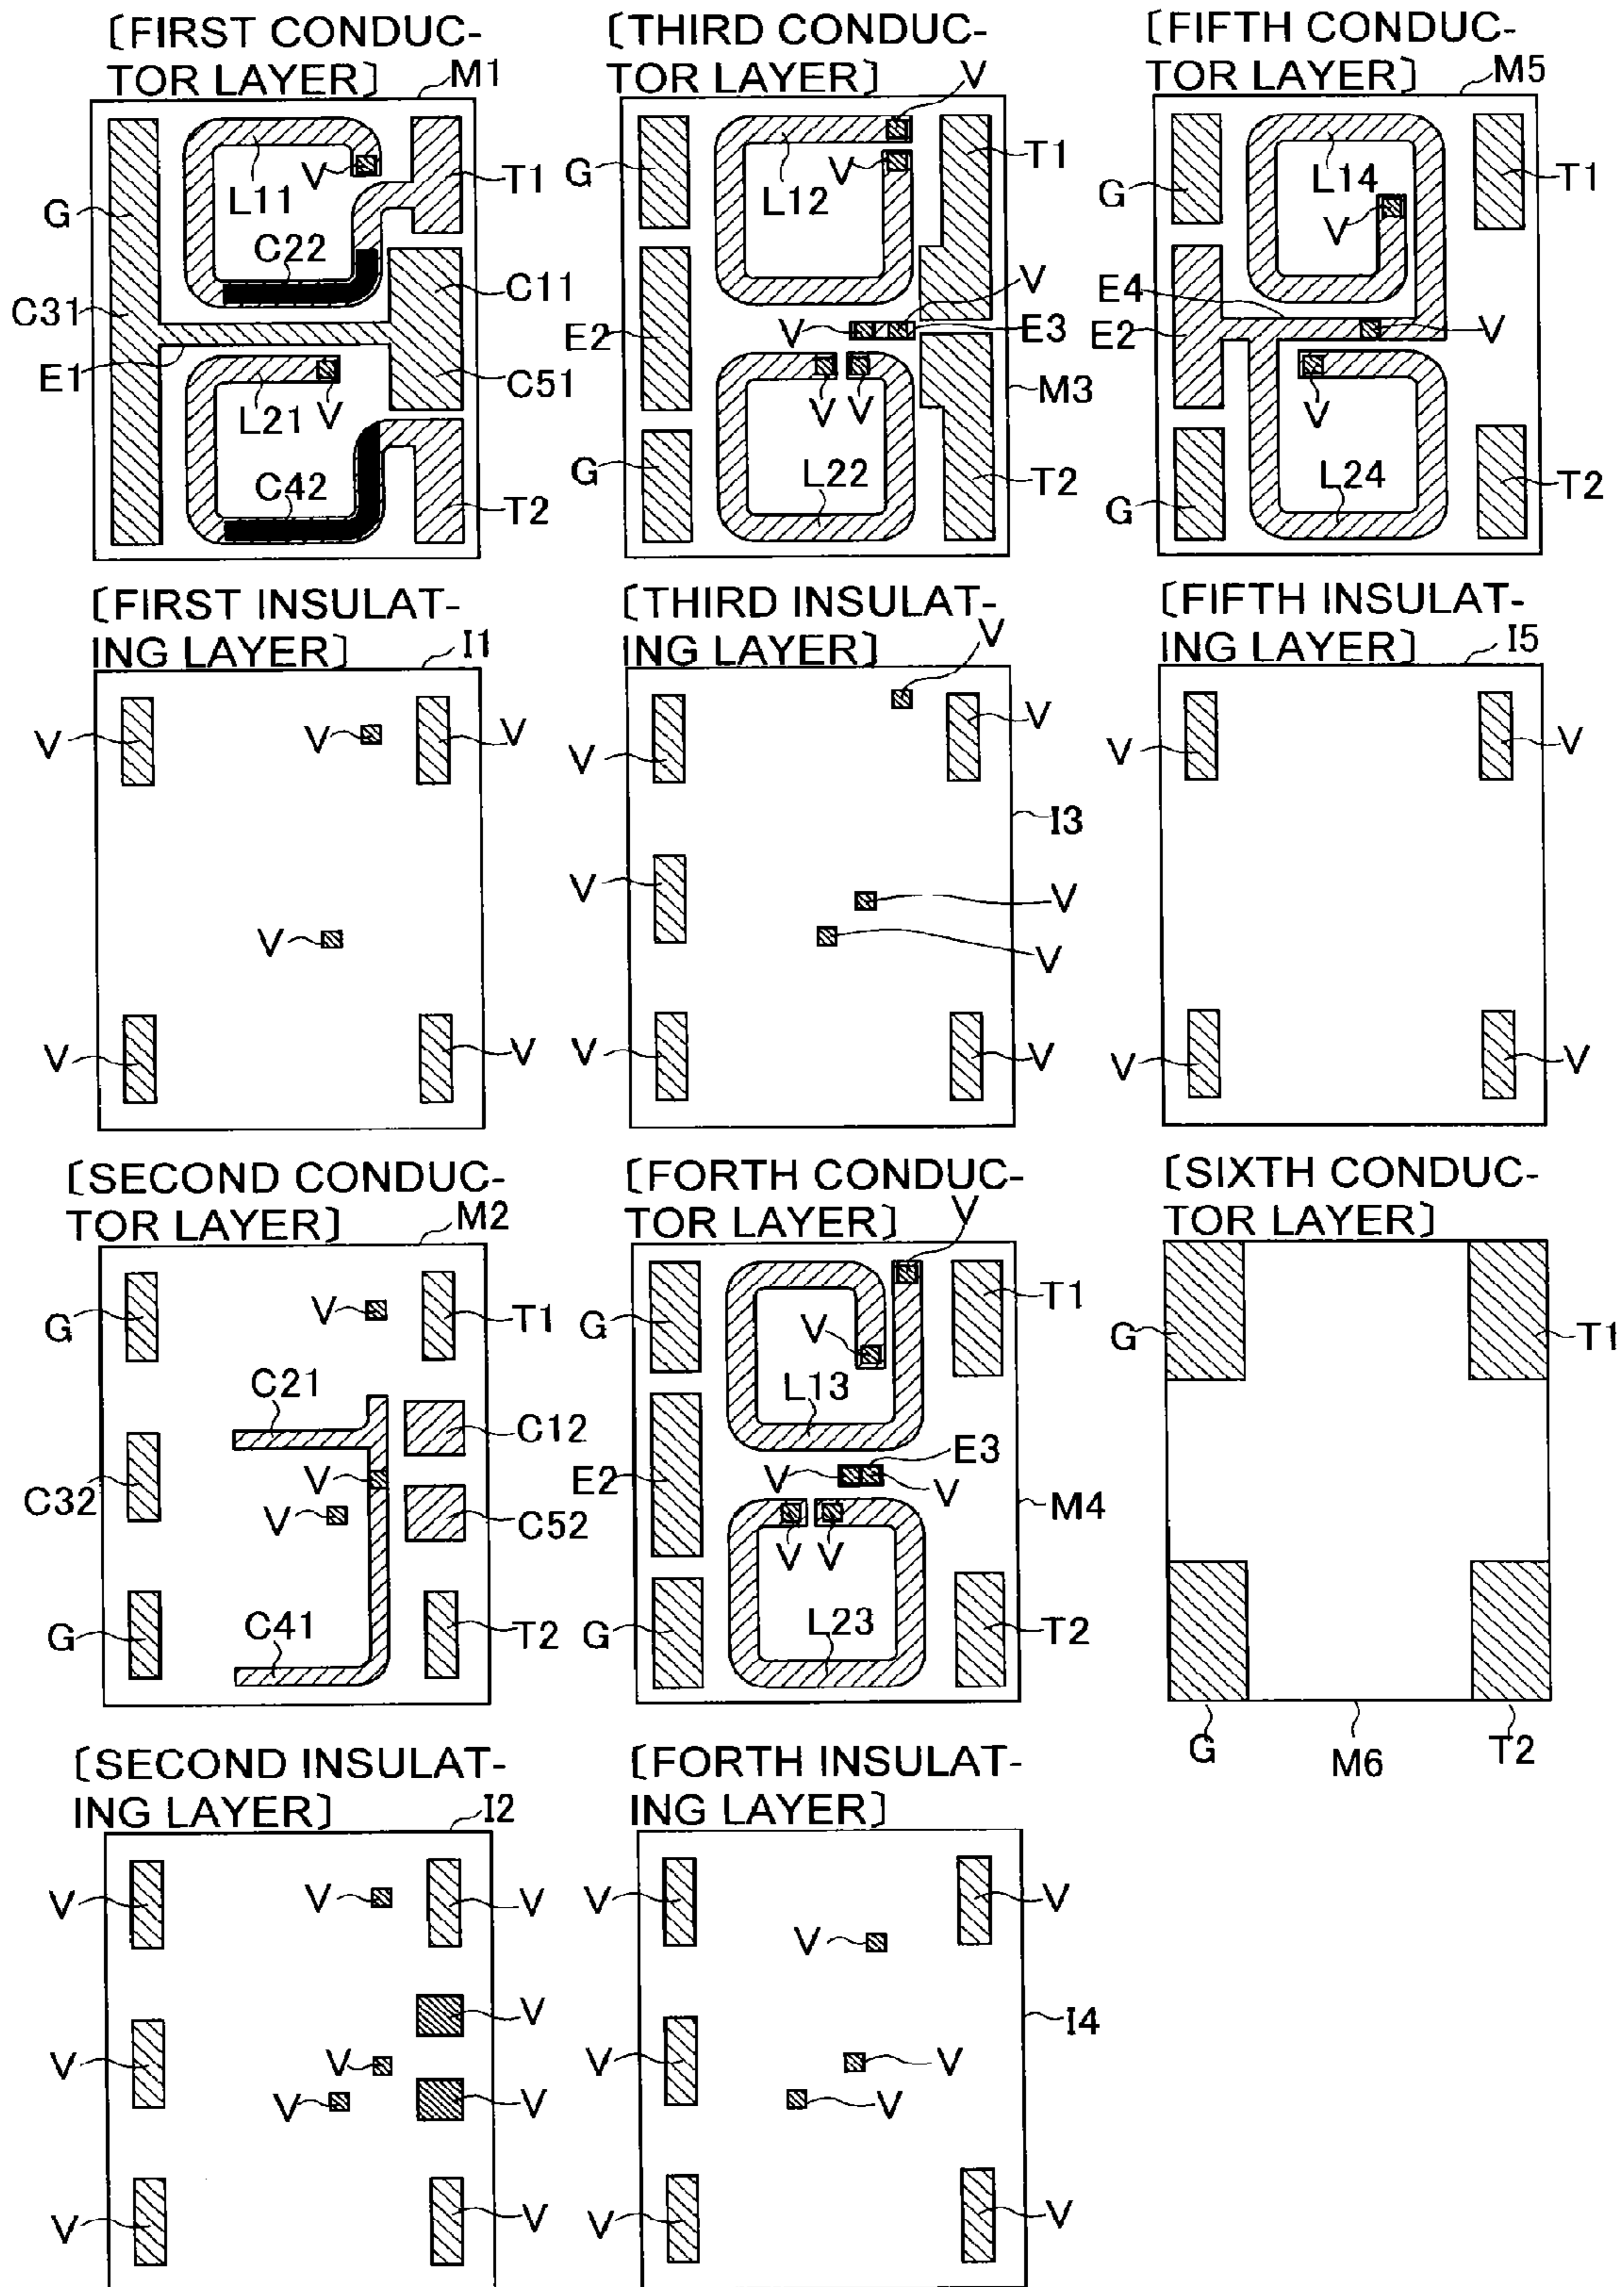 〔FIRST CONDUC-
TOR LAYER〕
M1
G
L11
V
T1
C22
C31
C11
E1
L21
V
C51
C42
T2
〔THIRD CONDUC-
TOR LAYER〕
V
G
L12
V
T1
V
E2
V
E3
V
V
M3
G
L22
T2
〔FIFTH CONDUC-
TOR LAYER〕
M5
G
L14
V
T1
E4
E2
V
V
G
L24
T2
〔FIRST INSULAT-
ING LAYER〕
I1
V
V
V
V
V
V
〔THIRD INSULAT-
ING LAYER〕
V
V
V
I3
V
V
V
V
V
〔FIFTH INSULAT-
ING LAYER〕
I5
V
V
V
V
〔SECOND CONDUC-
TOR LAYER〕
M2
G
V
T1
C21
C12
C32
V
V
C52
G
C41
T2
〔FORTH CONDUC-
TOR LAYER〕
V
G
V
T1
L13
E3
E2
V
V
M4
V
V
G
L23
T2
〔SIXTH CONDUC-
TOR LAYER〕
G
T1
G
M6
T2
〔SECOND INSULAT-
ING LAYER〕
I2
V
V
V
V
V
V
V
V
V
V
〔FORTH INSULAT-
ING LAYER〕
V
V
V
I4
V
V
V
V
V